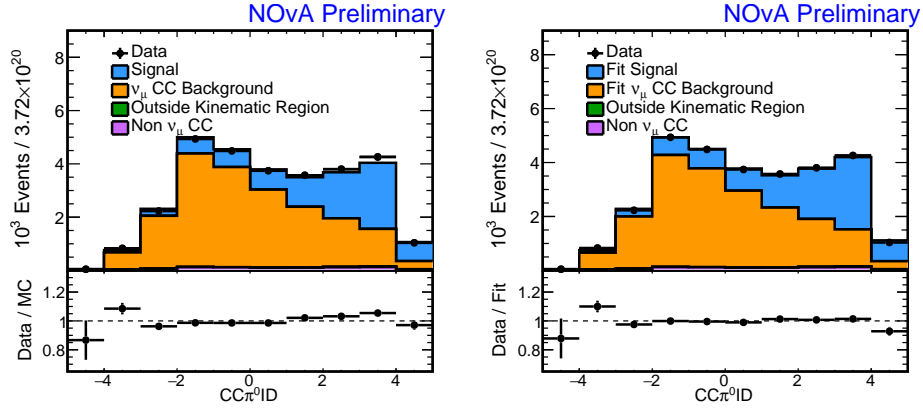 NOvA Preliminary
10³ Events / 3.72×10²⁰
8
6
4
2
Data
Signal
νμ CC Background
Outside Kinematic Region
Non νμ CC
Data / MC
1.2
1
0.8
−4 −2 0 2 4
CCπ⁰ID
NOvA Preliminary
10³ Events / 3.72×10²⁰
8
6
4
2
Data
Fit Signal
Fit νμ CC Background
Outside Kinematic Region
Non νμ CC
Data / Fit
1.2
1
0.8
−4 −2 0 2 4
CCπ⁰ID